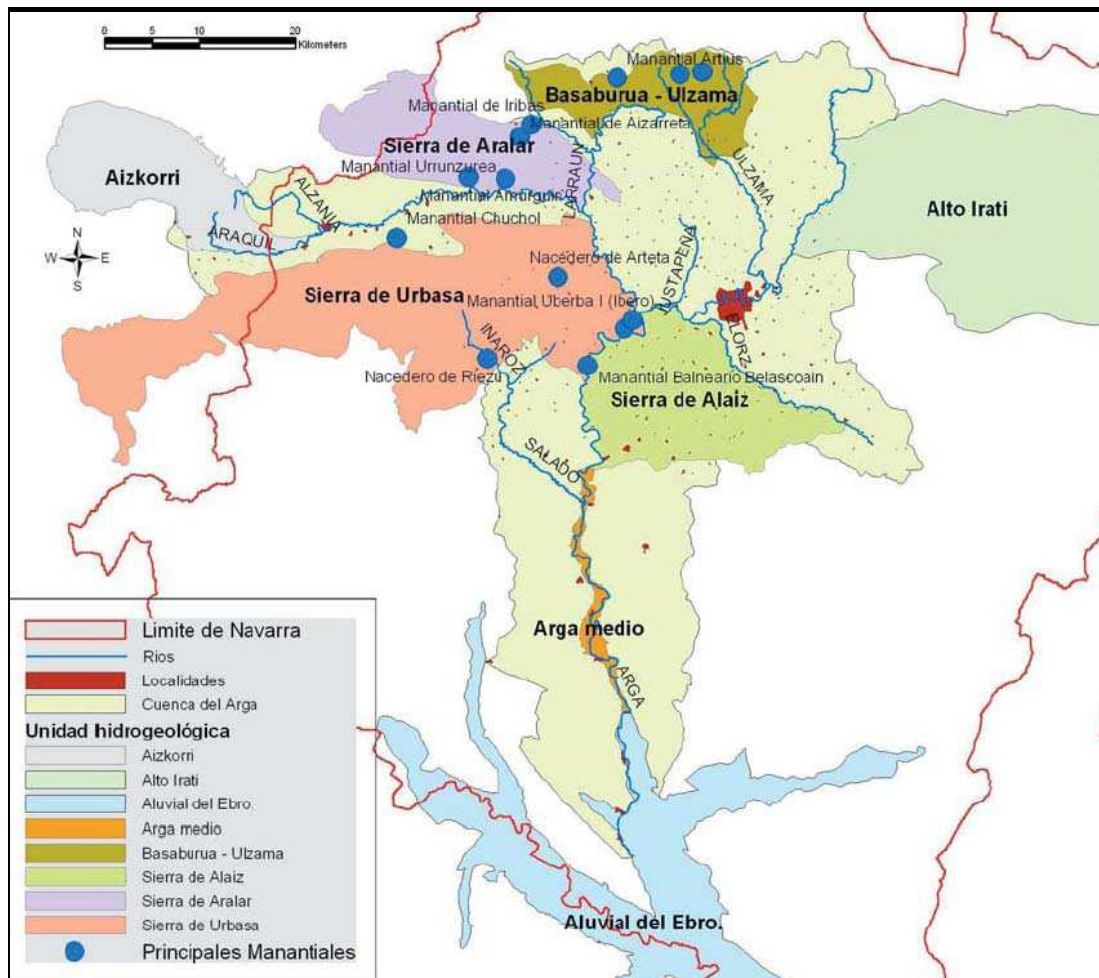 0 5 10 20
Kilometers
Manantial Artius
Basaburua - Ulzama
Manantial de Iribas
Manantial de Aizarreta
Sierra de Aralar
Manantial Urrunzurea
Aizkorri
ALZANIA
LARRAUN
ULZAMA
Alto Irati
Manantial Amurguin
Manantial Chuchol
ARAQUIL
N
W E
S
JUSTAPEÑA
Nacedero de Arteta
Sierra de Urbasa
Manantial Uberba I (Ibero)
ELORZ
INAROZ
Nacedero de Riezu
Manantial Balneario Belascoain
Sierra de Alaiz
SALADO
Arga medio
ARGA
Aluvial del Ebro.
Limite de Navarra
Rios
Localidades
Cuenca del Arga
Unidad hidrogeológica
Aizkorri
Alto Irati
Aluvial del Ebro.
Arga medio
Basaburua - Ulzama
Sierra de Alaiz
Sierra de Aralar
Sierra de Urbasa
Principales Manantiales